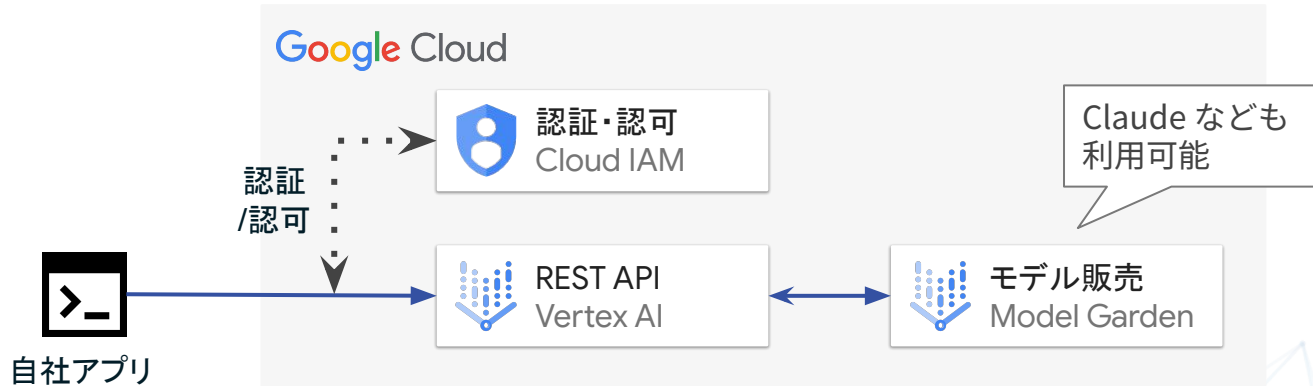 Google Cloud
認証・認可
Cloud IAM
Claude なども
利用可能
認証
/認可
REST API
Vertex AI
モデル販売
Model Garden
>_
自社アプリ